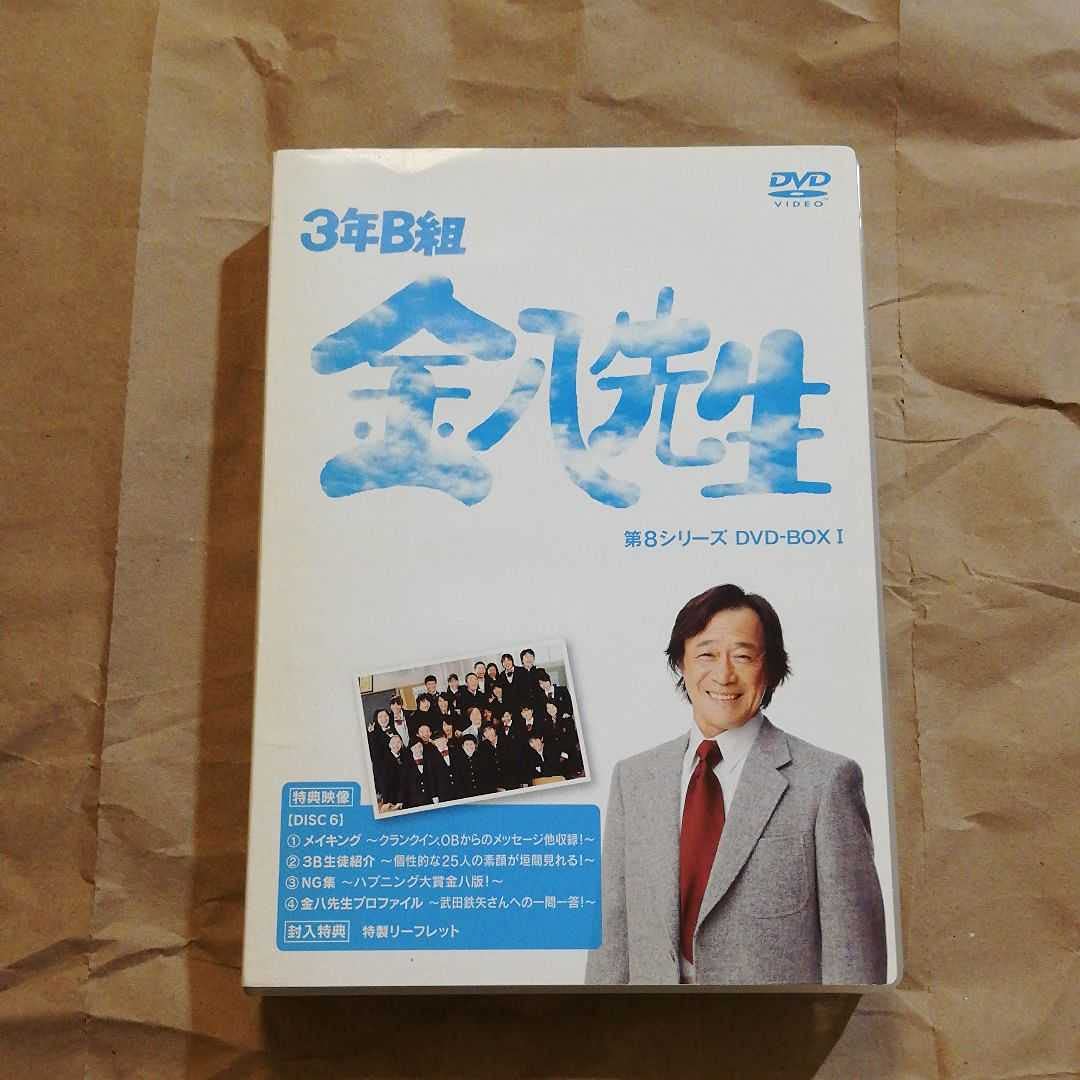 DVD
VIDEO
3年B組
金八先生
第8シリーズ DVD-BOX I
特典映像
【DISC 6】
① メイキング ～クランクイン、OBからのメッセージ他収録！～
② 3B生徒紹介 ～個性的な25人の素顔が垣間見れる！～
③ NG集 ～ハプニング大賞金八版！～
④ 金八先生プロファイル ～武田鉄矢さんへの一問一答！～
封入特典 特製リーフレット